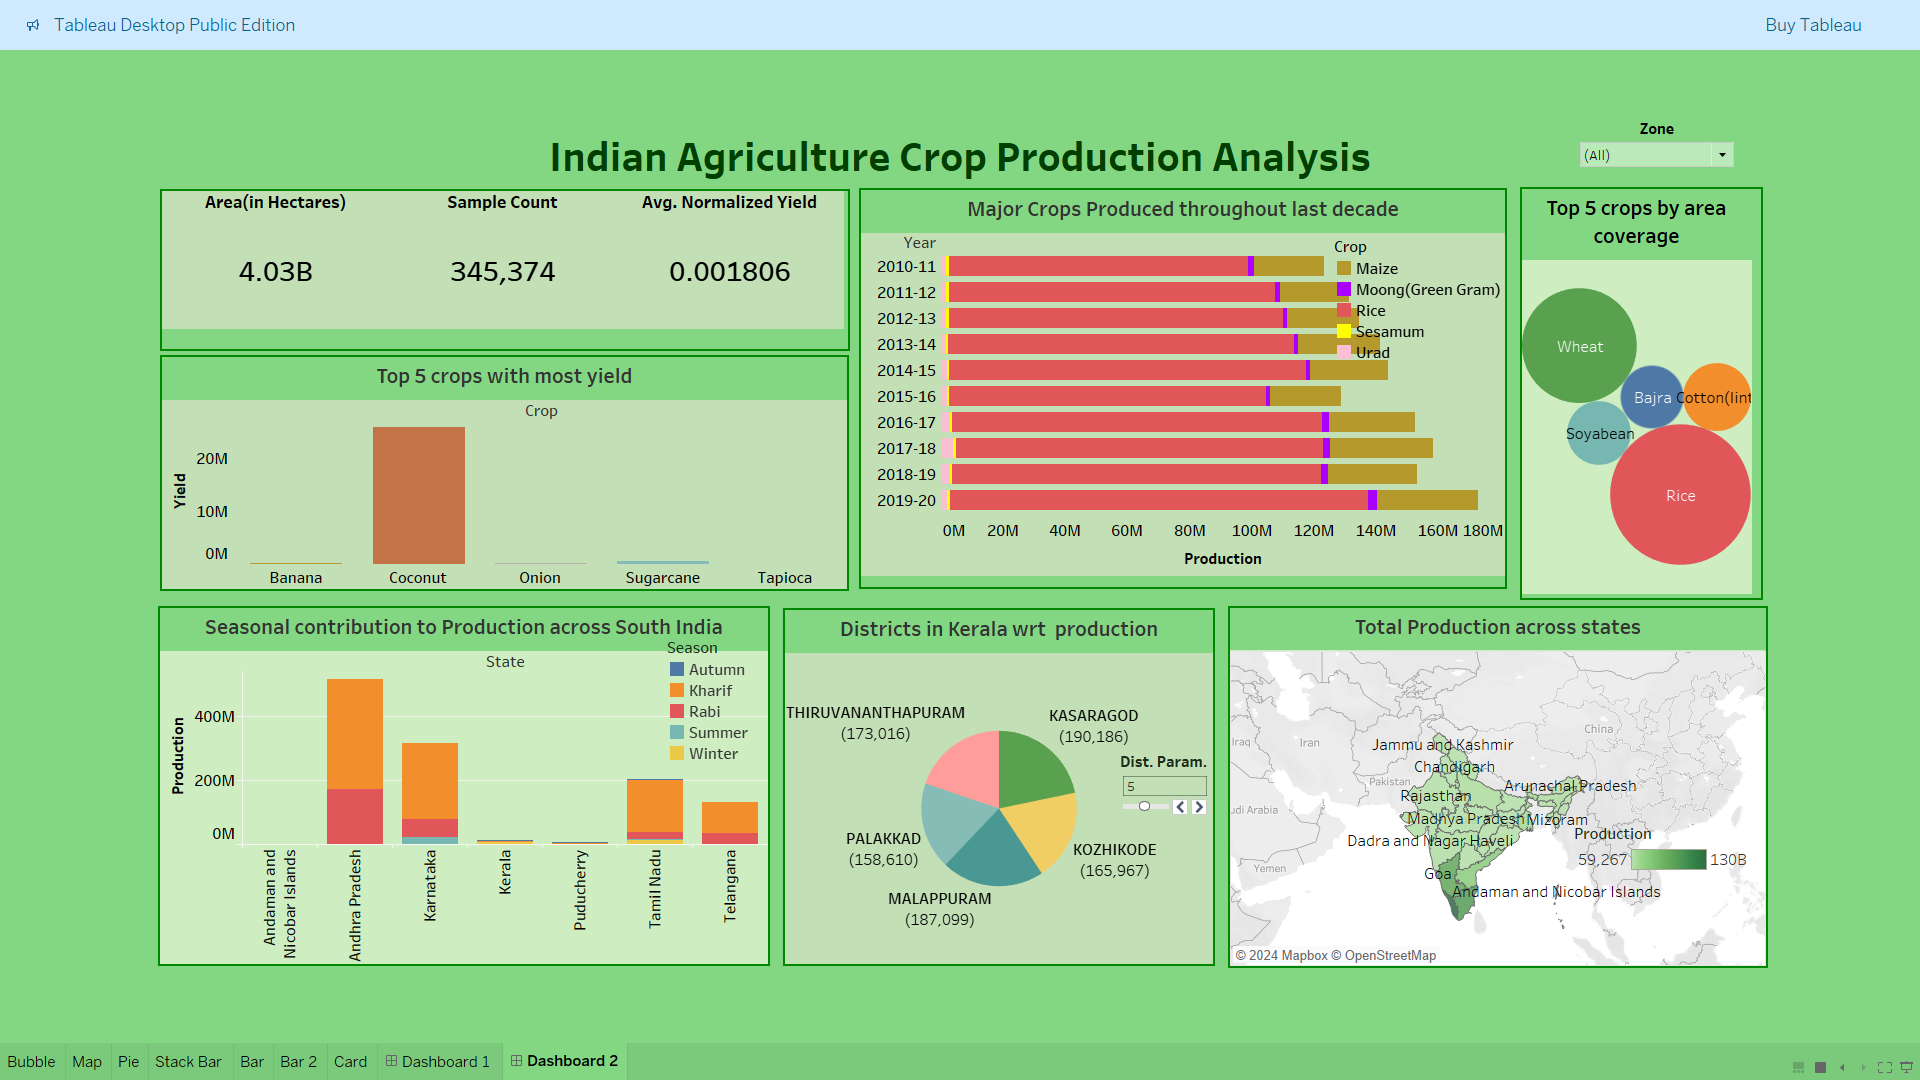 Tableau Desktop Public Edition
Buy Tableau
Indian Agriculture Crop Production Analysis
Zone
(All)
Area(in Hectares)
Sample Count
Avg. Normalized Yield
4.03B
345,374
0.001806
Major Crops Produced throughout last decade
Year
2010-11
2011-12
2012-13
2013-14
2014-15
2015-16
2016-17
2017-18
2018-19
2019-20
0M
20M
40M
60M
80M
100M
120M
140M
160M
180M
Production
Crop
Maize
Moong(Green Gram)
Rice
Sesamum
Urad
Top 5 crops by area
coverage
Wheat
Bajra
Cotton(lint
Soyabean
Rice
Top 5 crops with most yield
Crop
Yield
20M
10M
0M
Banana
Coconut
Onion
Sugarcane
Tapioca
Seasonal contribution to Production across South India
Season
Autumn
Kharif
Rabi
Summer
Winter
State
Production
400M
200M
0M
Andaman and
Nicobar Islands
Andhra Pradesh
Karnataka
Kerala
Puducherry
Tamil Nadu
Telangana
Districts in Kerala wrt production
THIRUVANANTHAPURAM
(173,016)
KASARAGOD
(190,186)
Dist. Param.
5
PALAKKAD
(158,610)
KOZHIKODE
(165,967)
MALAPPURAM
(187,099)
Total Production across states
Iraq
Iran
China
Jammu and Kashmir
Chandigarh
Pakistan
Arunachal Pradesh
Rajasthan
udi Arabia
Madhya Pradesh
Mizoram
Dadra and Nagar Haveli
Production
59,267
130B
Yemen
Goa
Andaman and Nicobar Islands
© 2024 Mapbox © OpenStreetMap
Bubble
Map
Pie
Stack Bar
Bar
Bar 2
Card
Dashboard 1
Dashboard 2